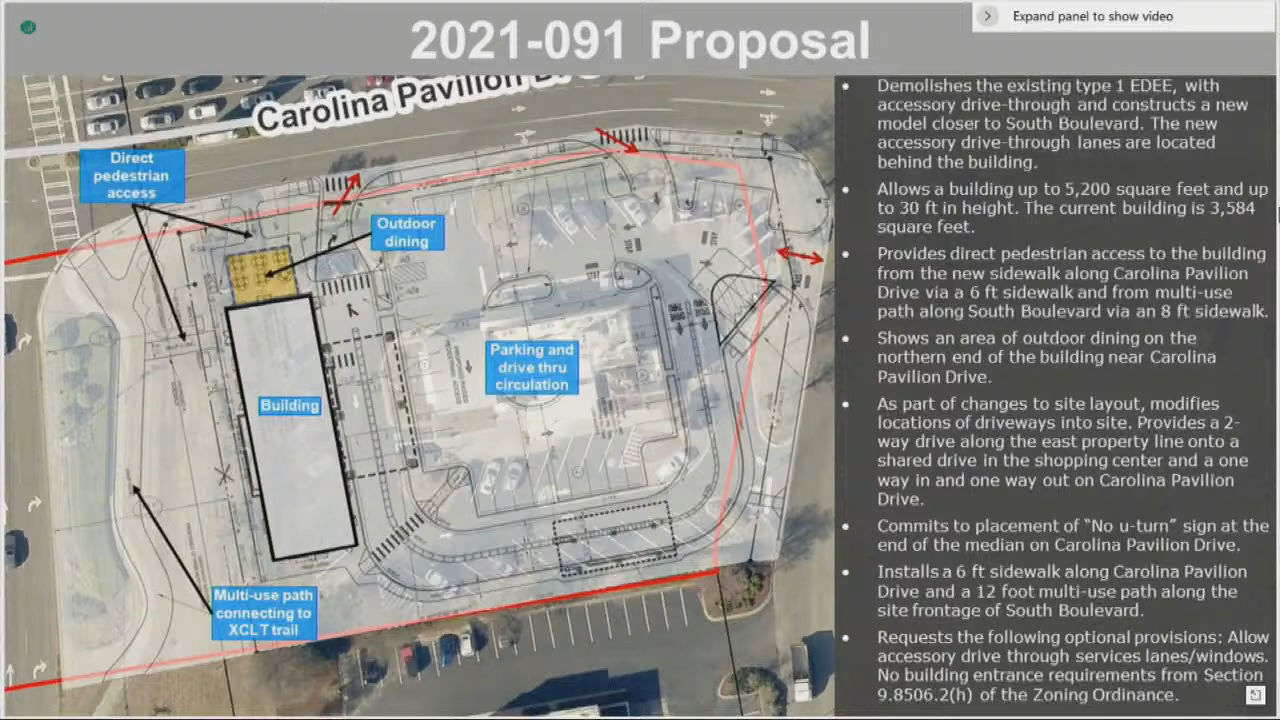 Expand panel to show video
2021-091 Proposal
Carolina Pavilion
Direct
pedestrian
access
Outdoor
dining
Parking and
drive thru
circulation
Building
Multi-use path
connecting to
XCLT trail
• Demolishes the existing type 1 EDEE, with
accessory drive-through and constructs a new
model closer to South Boulevard. The new
accessory drive-through lanes are located
behind the building.
• Allows a building up to 5,200 square feet and up
to 30 ft in height. The current building is 3,584
square feet.
• Provides direct pedestrian access to the building
from the new sidewalk along Carolina Pavilion
Drive via a 6 ft sidewalk and from multi-use
path along South Boulevard via an 8 ft sidewalk.
• Shows an area of outdoor dining on the
northern end of the building near Carolina
Pavilion Drive.
• As part of changes to site layout, modifies
locations of driveways into site. Provides a 2-
way drive along the east property line onto a
shared drive in the shopping center and a one
way in and one way out on Carolina Pavilion
Drive.
• Commits to placement of “No u-turn” sign at the
end of the median on Carolina Pavilion Drive.
• Installs a 6 ft sidewalk along Carolina Pavilion
Drive and a 12 foot multi-use path along the
site frontage of South Boulevard.
• Requests the following optional provisions: Allow
accessory drive through services lanes/windows.
No building entrance requirements from Section
9.8506.2(h) of the Zoning Ordinance.